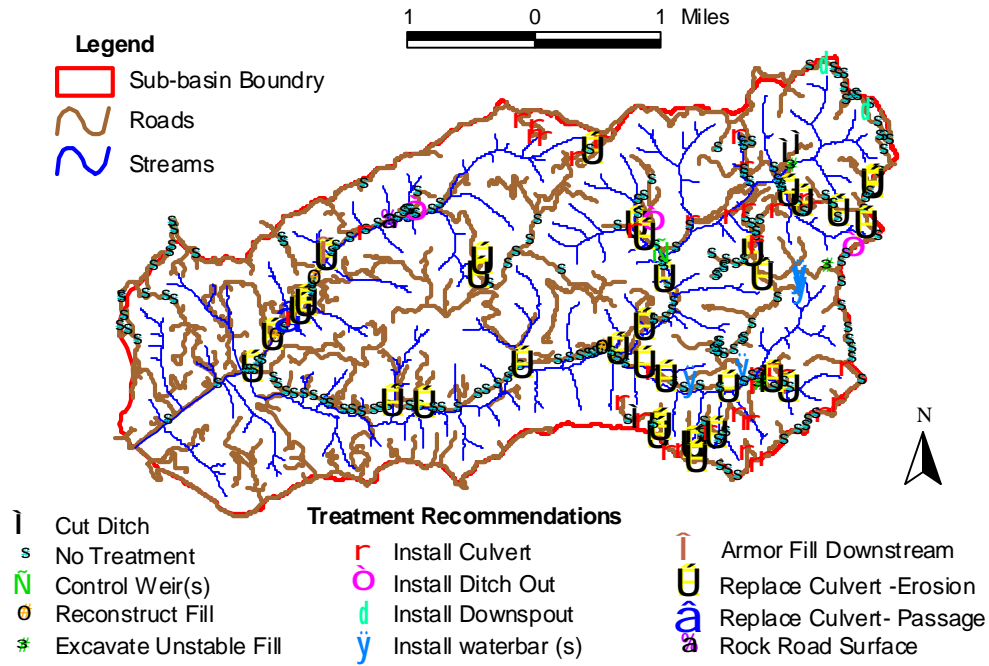 1 0 1 Miles
Legend
Sub-basin Boundry
Roads
Streams
N
Treatment Recommendations
Ì Cut Ditch
s No Treatment
Ñ Control Weir(s)
Reconstruct Fill
Excavate Unstable Fill
r Install Culvert
Ò Install Ditch Out
d Install Downspout
ÿ Install waterbar (s)
Î Armor Fill Downstream
Ú Replace Culvert -Erosion
â Replace Culvert- Passage
Rock Road Surface